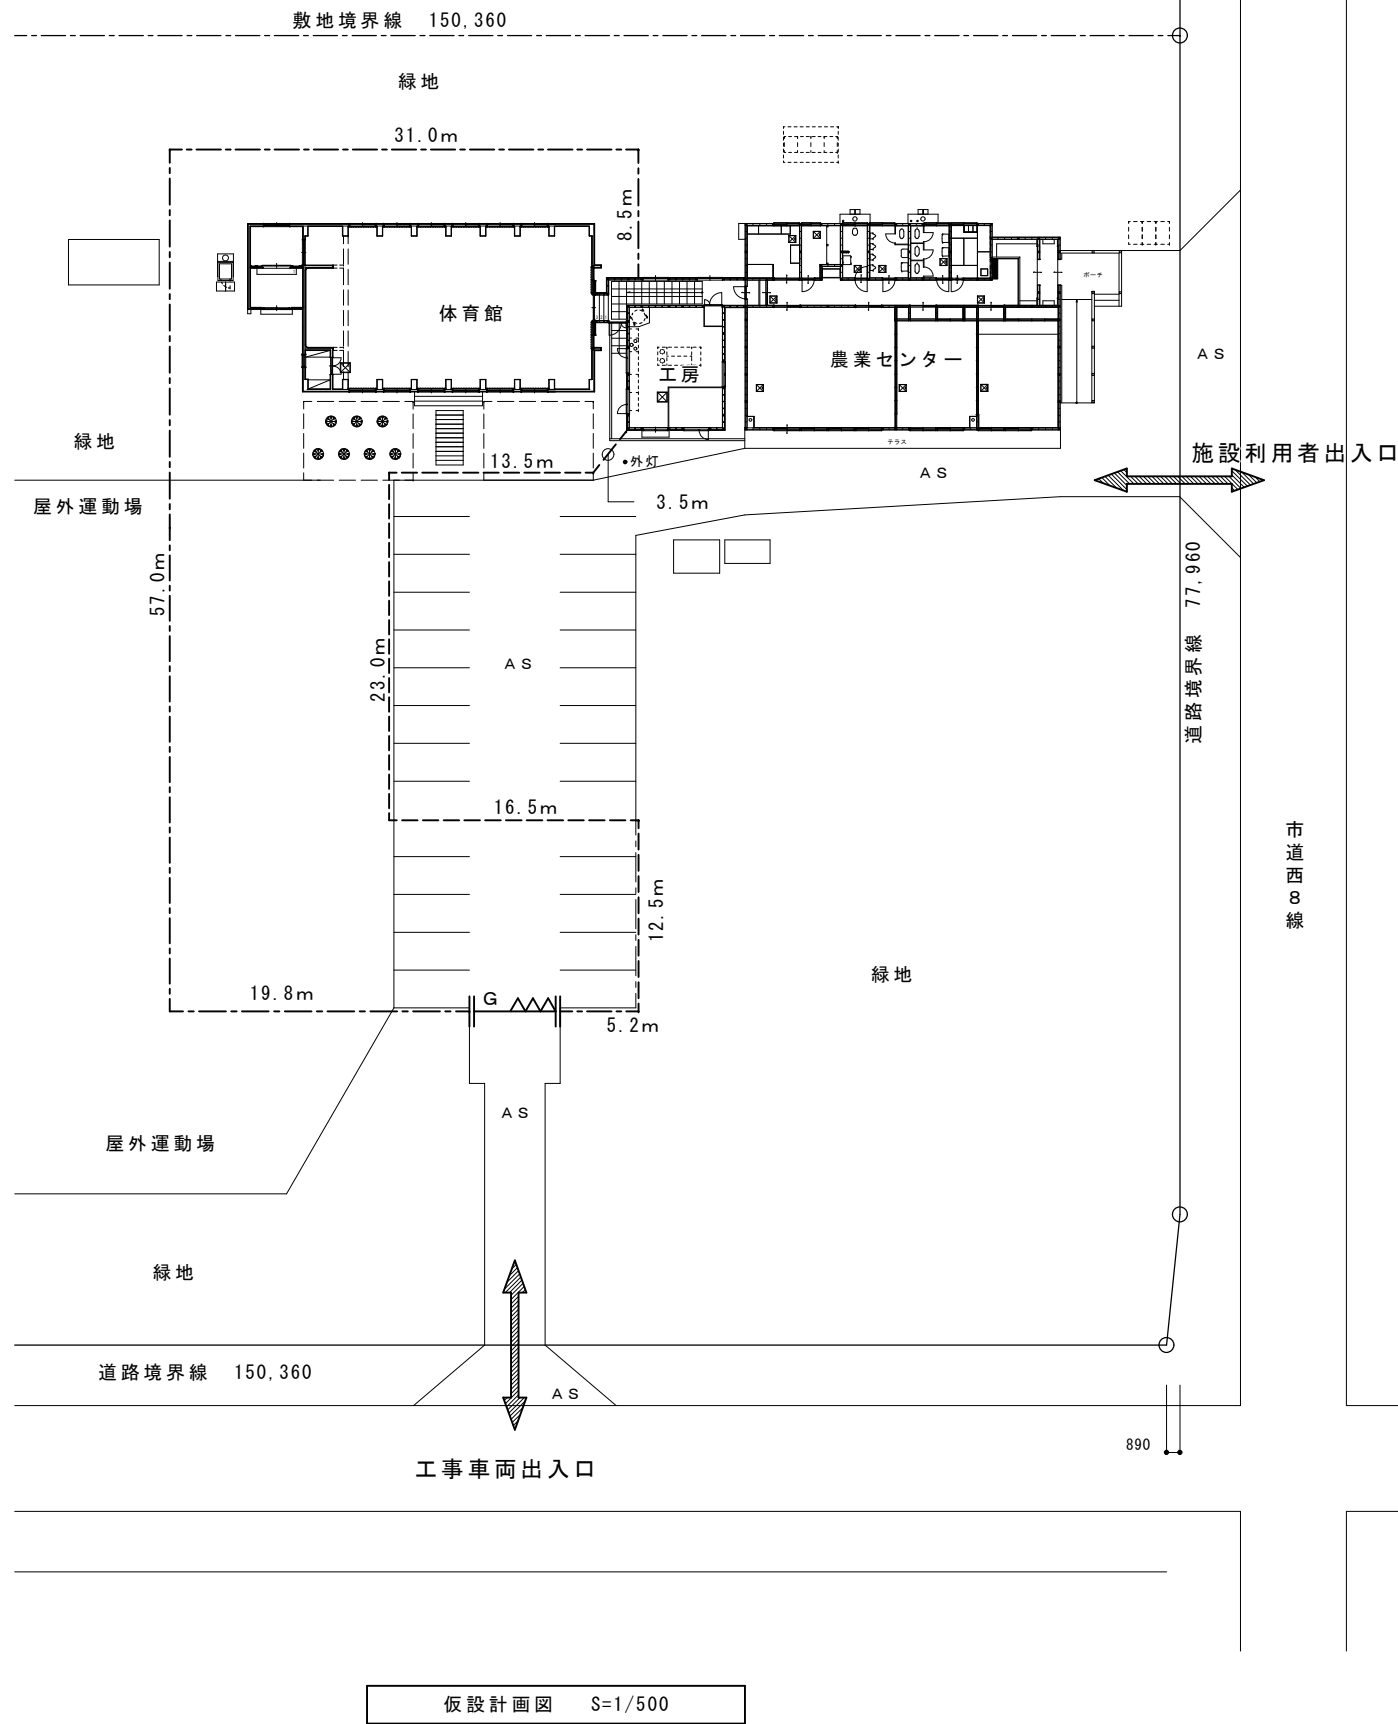 敷地境界線 150,360
緑地
31.0m
8.5m
ポーチ
体育館
農業センター
工房
AS
緑地
テラス
施設利用者出入口
13.5m
外灯
AS
屋外運動場
3.5m
57.0m
道路境界線 77,960
23.0m
AS
16.5m
市道西8線
12.5m
緑地
19.8m
G
5.2m
AS
屋外運動場
緑地
道路境界線 150,360
AS
890
工事車両出入口
仮設計画図 S=1/500